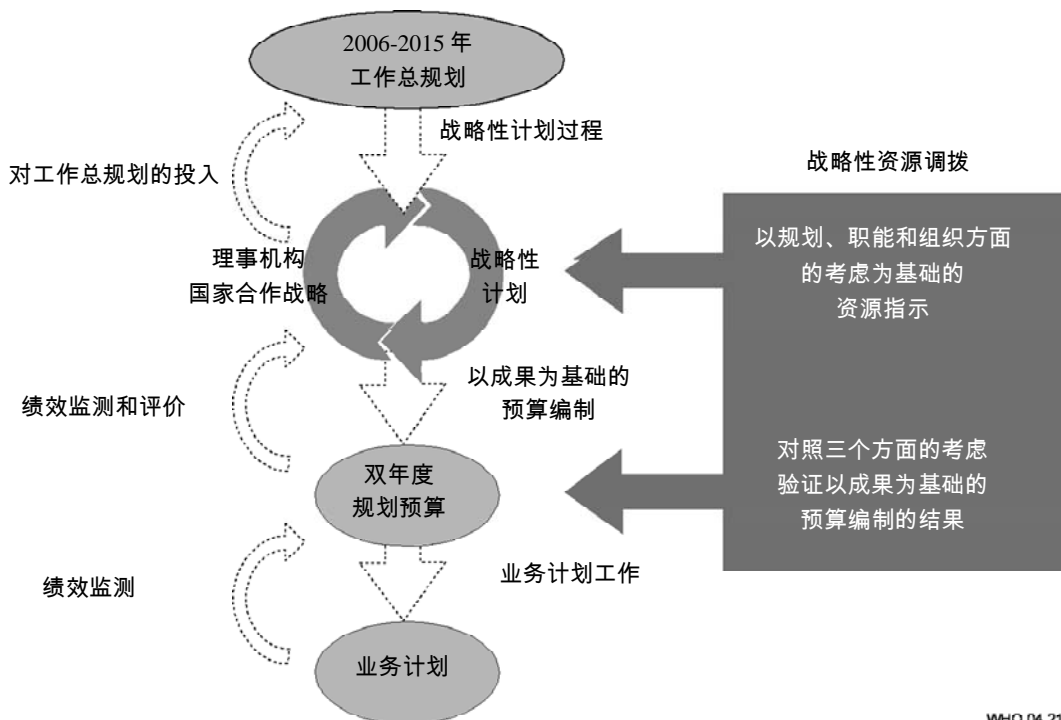 2006-2015 年
工作总规划
战略性计划过程
对工作总规划的投入
战略性资源调拨
以规划、职能和组织方面
的考虑为基础的
资源指示
理事机构
国家合作战略
战略性
计划
以成果为基础的
预算编制
绩效监测和评价
对照三个方面的考虑
验证以成果为基础的
预算编制的结果
双年度
规划预算
业务计划工作
绩效监测
业务计划
WHO 04.21